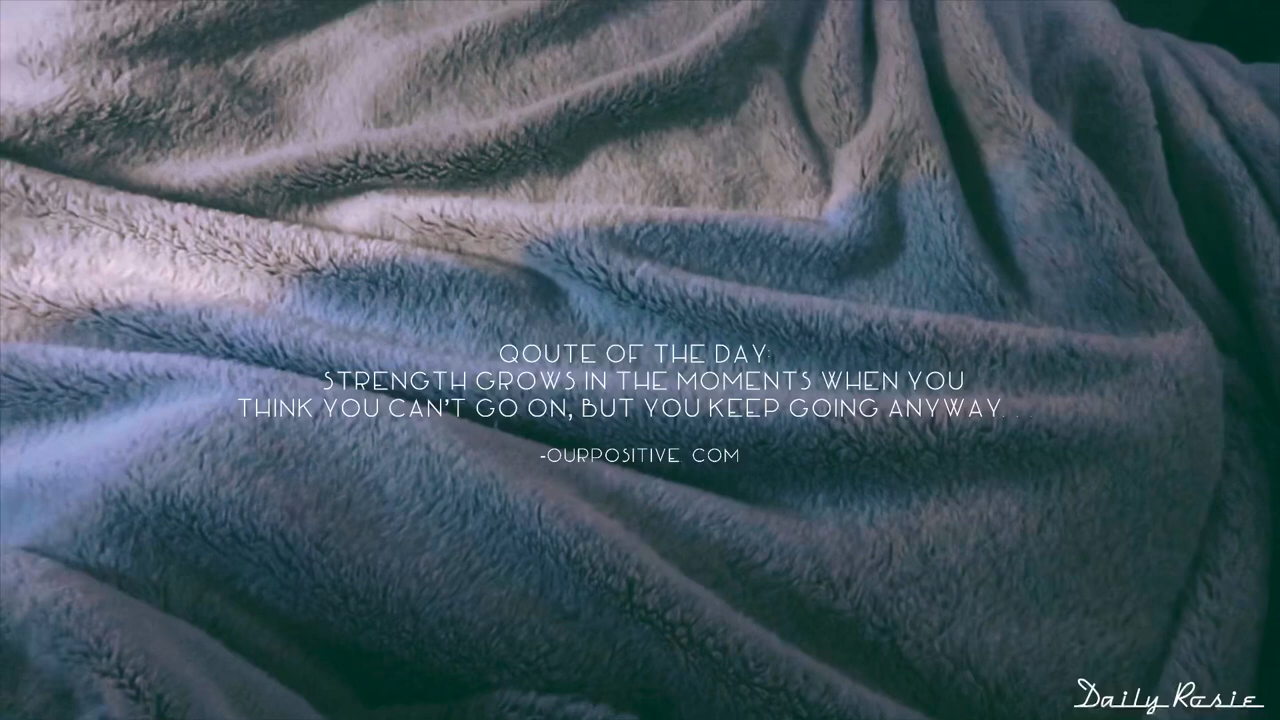 QOUTE OF THE DAY:
STRENGTH GROWS IN THE MOMENTS WHEN YOU
THINK YOU CAN'T GO ON, BUT YOU KEEP GOING ANYWAY...
-OURPOSITIVE COM
Daily Rosie